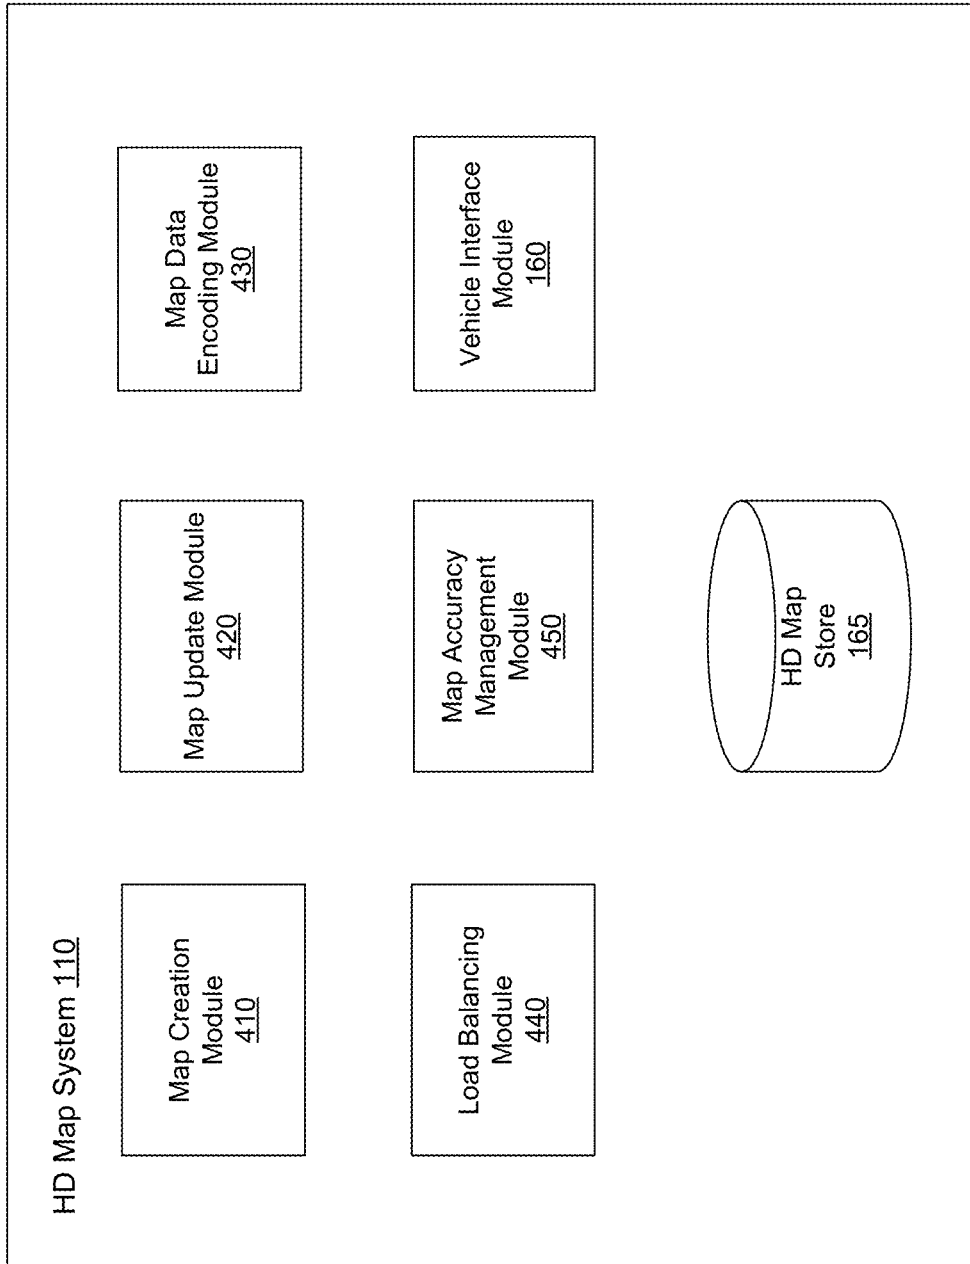 HD Map System 110
Map Creation
Module
410
Map Update Module
420
Map Data
Encoding Module
430
Load Balancing
Module
440
Map Accuracy
Management
Module
450
Vehicle Interface
Module
160
HD Map
Store
165